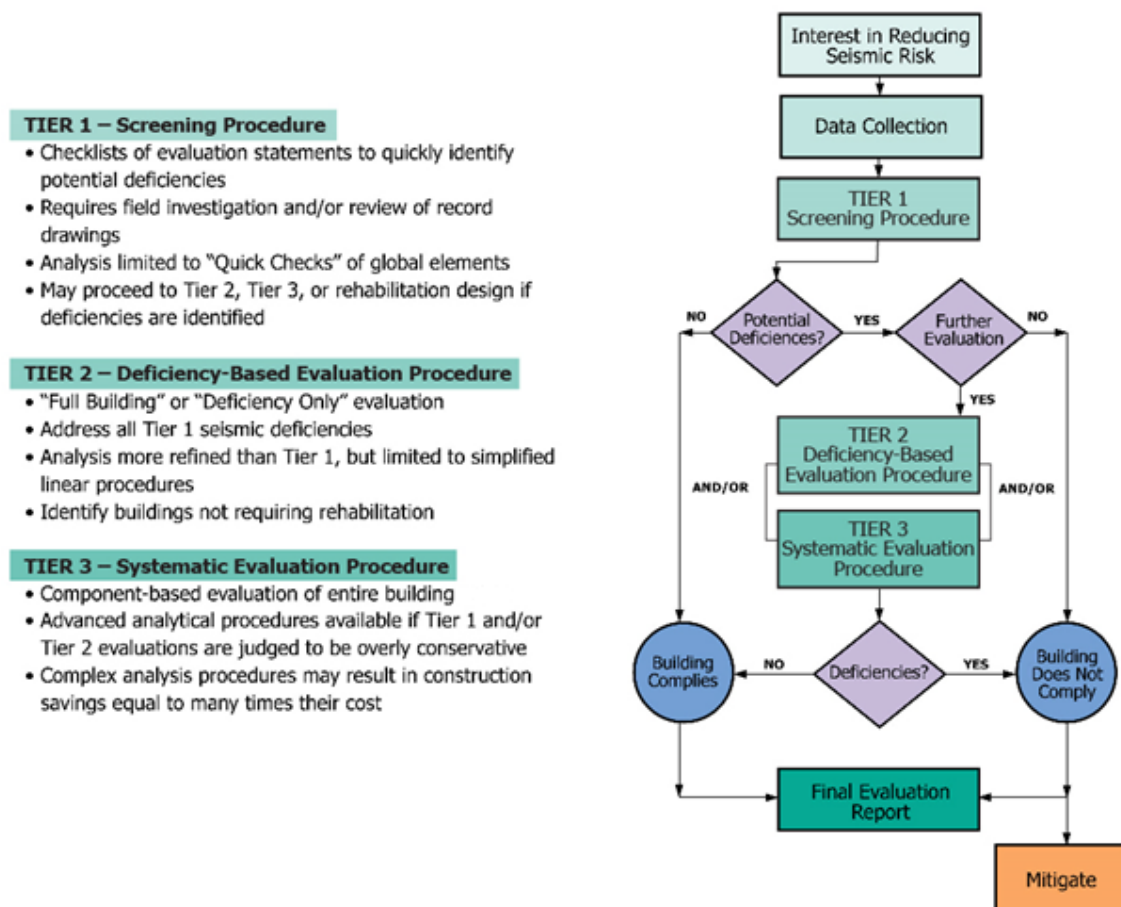 TIER 1 – Screening Procedure
• Checklists of evaluation statements to quickly identify
potential deficiencies
• Requires field investigation and/or review of record
drawings
• Analysis limited to “Quick Checks” of global elements
• May proceed to Tier 2, Tier 3, or rehabilitation design if
deficiencies are identified
TIER 2 – Deficiency-Based Evaluation Procedure
• “Full Building” or “Deficiency Only” evaluation
• Address all Tier 1 seismic deficiencies
• Analysis more refined than Tier 1, but limited to simplified
linear procedures
• Identify buildings not requiring rehabilitation
TIER 3 – Systematic Evaluation Procedure
• Component-based evaluation of entire building
• Advanced analytical procedures available if Tier 1 and/or
Tier 2 evaluations are judged to be overly conservative
• Complex analysis procedures may result in construction
savings equal to many times their cost
Interest in Reducing
Seismic Risk
Data Collection
TIER 1
Screening Procedure
NO
Potential
Deficiences?
YES
Further
Evaluation
NO
YES
TIER 2
Deficiency-Based
Evaluation Procedure
AND/OR
AND/OR
TIER 3
Systematic Evaluation
Procedure
Building
Complies
NO
Deficiencies?
YES
Building
Does Not
Comply
Final Evaluation
Report
Mitigate